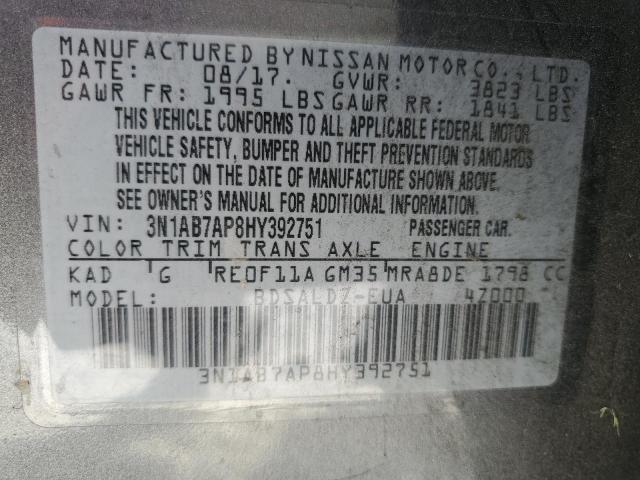 MANUFACTURED BY NISSAN MOTOR CO., LTD.
DATE: 08/17. GVWR: 3823 LBS
GAWR FR: 1995 LBS GAWR RR: 1841 LBS
THIS VEHICLE CONFORMS TO ALL APPLICABLE FEDERAL MOTOR
VEHICLE SAFETY, BUMPER AND THEFT PREVENTION STANDARDS
IN EFFECT ON THE DATE OF MANUFACTURE SHOWN ABOVE.
SEE OWNER'S MANUAL FOR ADDITIONAL INFORMATION.
VIN: 3N1AB7AP8HY392751 PASSENGER CAR.
COLOR TRIM TRANS AXLE ENGINE
KAD G RE0F11A GM35 MRA8DE 1798 CC
MODEL: BDSALDZ-EUA 4Z000
3N1AB7AP8HY392751